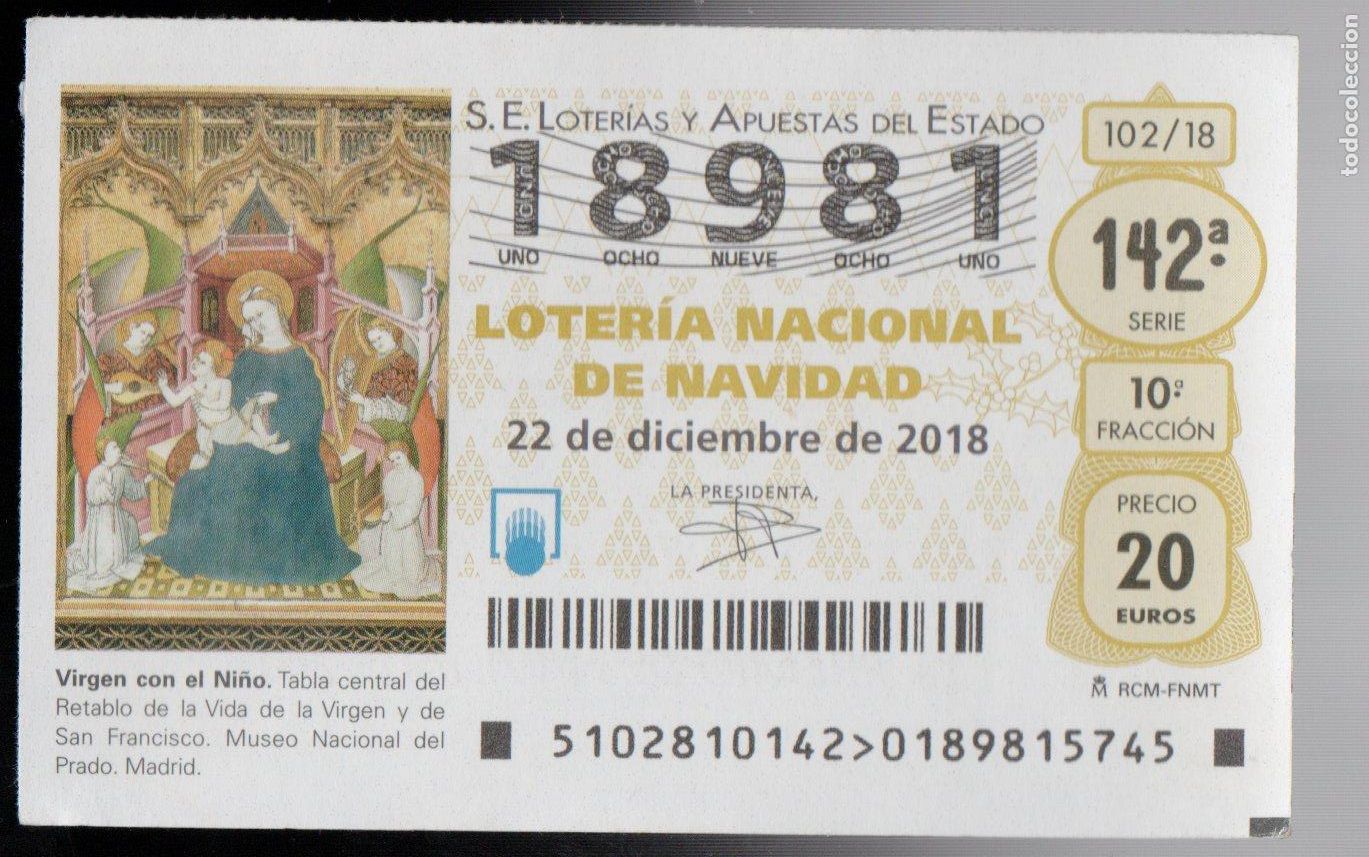 S.E. LOTERÍAS Y APUESTAS DEL ESTADO
18981
UNO OCHO NUEVE OCHO UNO
LOTERÍA NACIONAL
DE NAVIDAD
22 de diciembre de 2018
LA PRESIDENTA,
102/18
142ª
SERIE
10ª
FRACCIÓN
PRECIO
20
EUROS
RCM-FNMT
Virgen con el Niño. Tabla central del
Retablo de la Vida de la Virgen y de
San Francisco. Museo Nacional del
Prado. Madrid.
5102810142>0189815745
todocoleccion